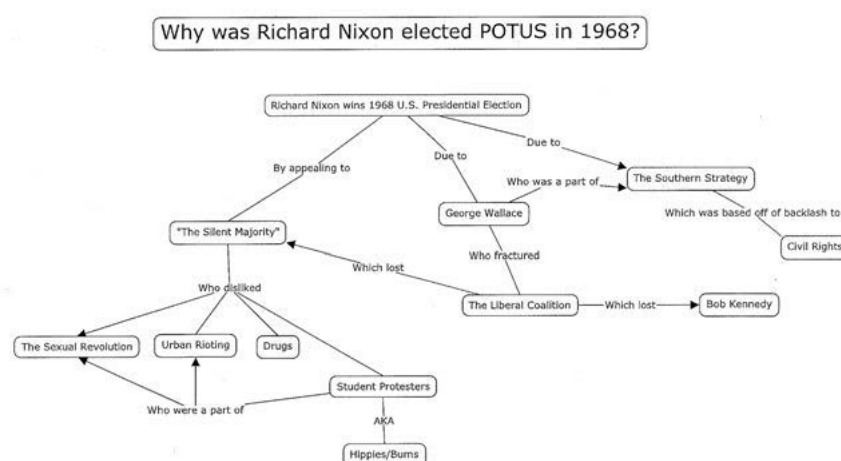 Why was Richard Nixon elected POTUS in 1968?
Richard Nixon wins 1968 U.S. Presidential Election
Due to
By appealing to
Due to
Who was a part of
The Southern Strategy
"The Silent Majority"
George Wallace
Which was based off of backlash to
Civil Rights
Who fractured
Which lost
Who disliked
The Liberal Coalition
Which lost
Bob Kennedy
The Sexual Revolution
Urban Rioting
Drugs
Student Protesters
Who were a part of
AKA
Hippies/Bums